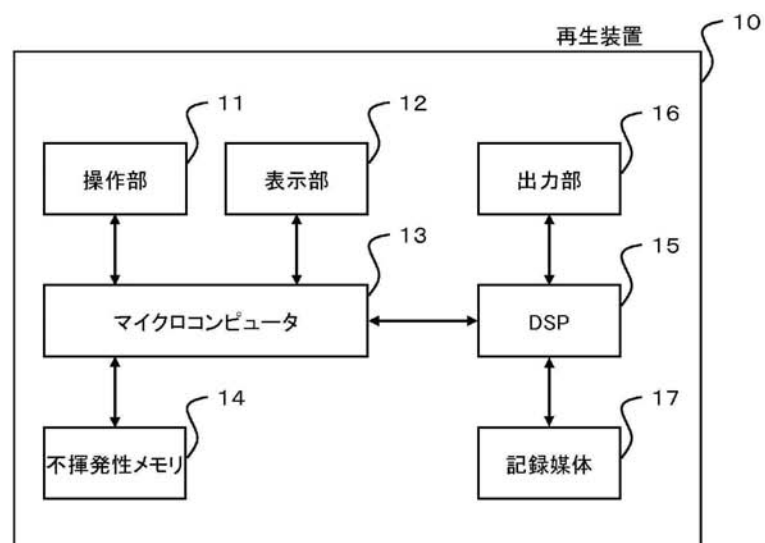 再生装置
10
11
12
16
操作部
表示部
出力部
13
15
マイクロコンピュータ
DSP
14
17
不揮発性メモリ
記録媒体